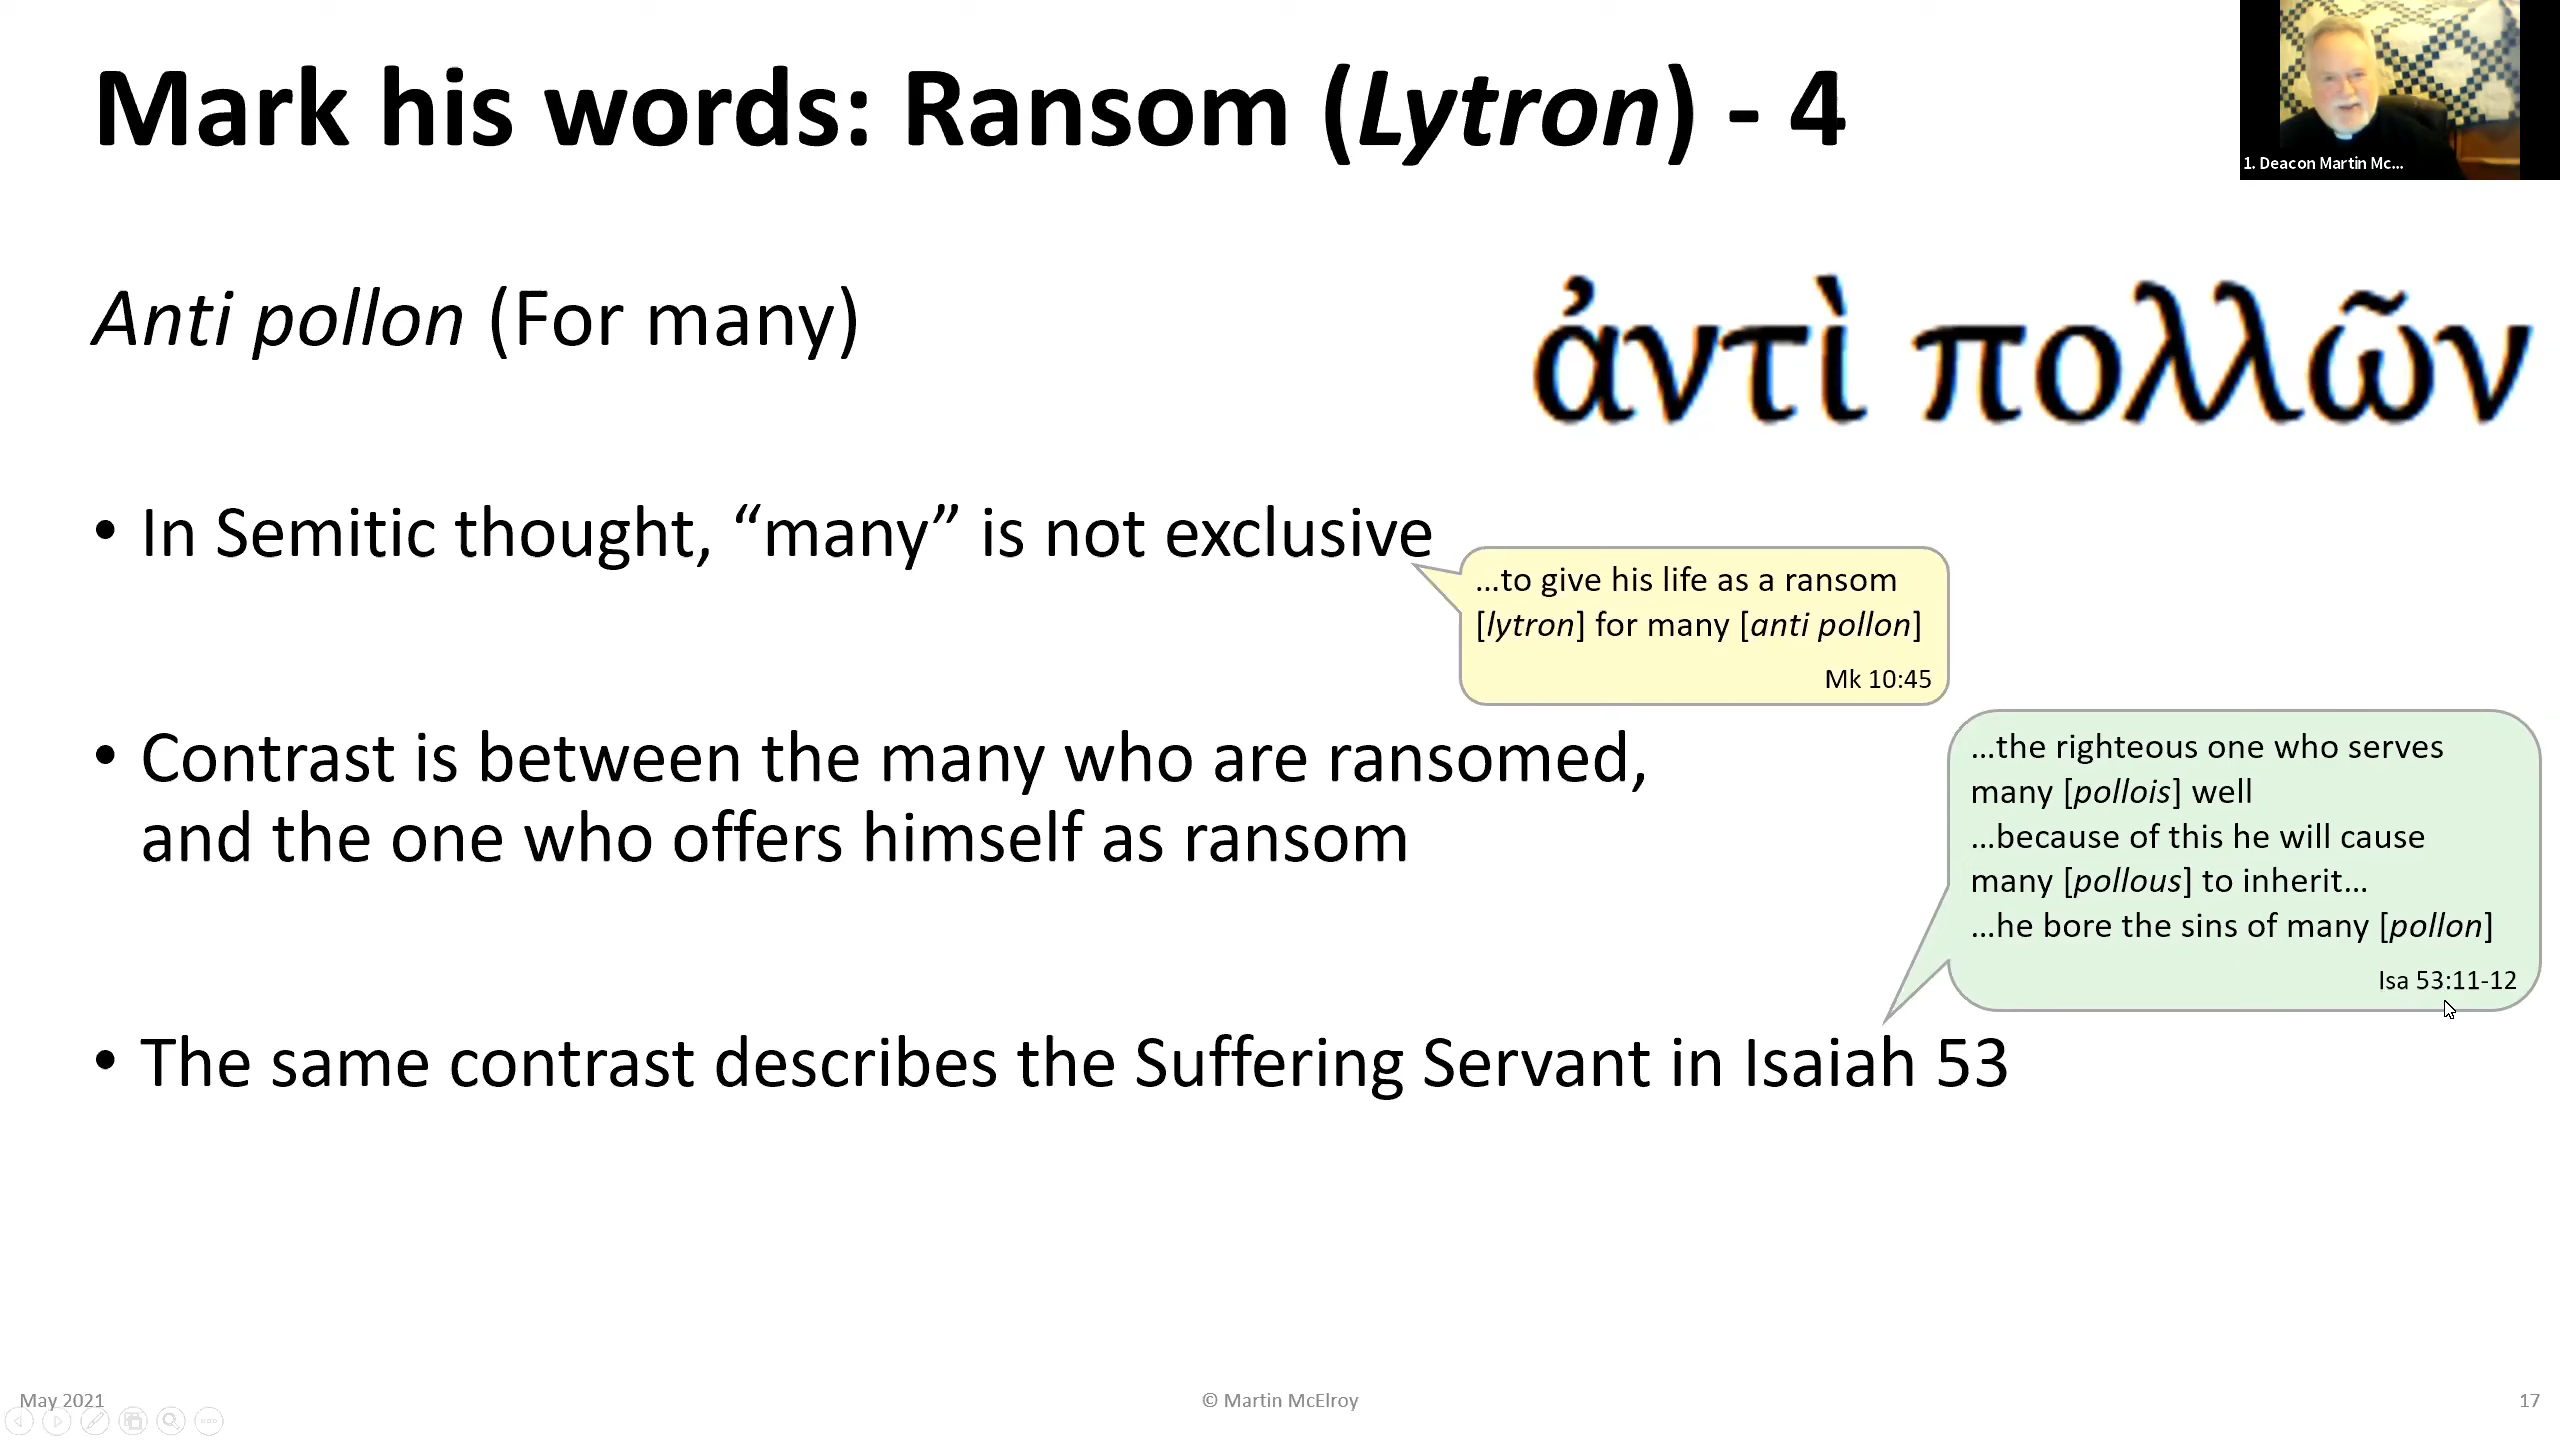 Mark his words: Ransom (Lytron) - 4
1. Deacon Martin Mc...
Anti pollon (For many)
ἀντὶ πολλῶν
• In Semitic thought, “many” is not exclusive
...to give his life as a ransom
[lytron] for many [anti pollon]
Mk 10:45
• Contrast is between the many who are ransomed,
and the one who offers himself as ransom
...the righteous one who serves
many [pollois] well
...because of this he will cause
many [pollous] to inherit...
...he bore the sins of many [pollon]
Isa 53:11-12
• The same contrast describes the Suffering Servant in Isaiah 53
May 2021
© Martin McElroy
17